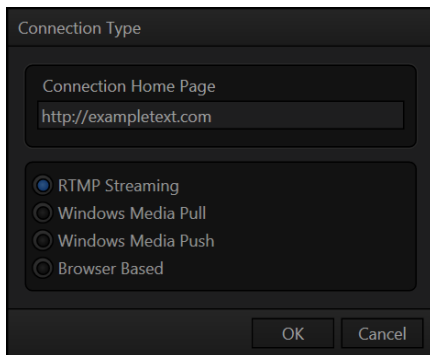 Connection Type
Connection Home Page
http://exampletext.com
RTMP Streaming
Windows Media Pull
Windows Media Push
Browser Based
OK Cancel